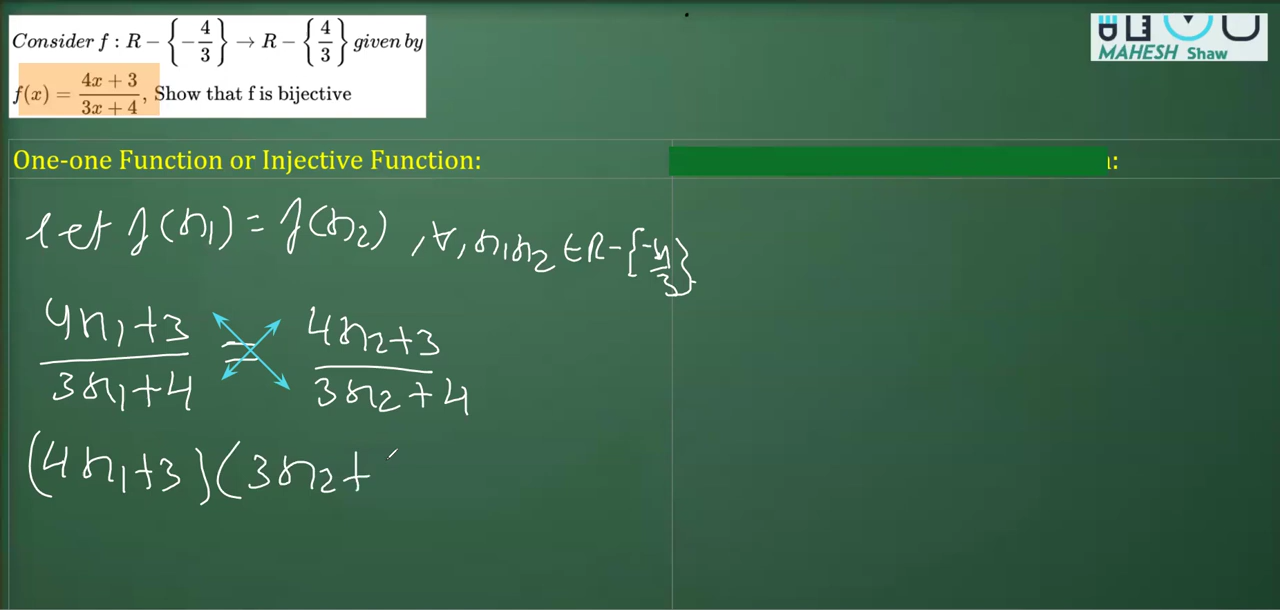 Consider f : R − {−4/3} → R − {4/3} given by
f(x) = (4x + 3)/(3x + 4), Show that f is bijective
MAHESH Shaw
One-one Function or Injective Function:
:
let f(x₁) = f(x₂) , ∀, x₁x₂ ∈ R − {−4/3}
(4x₁+3)/(3x₁+4) = (4x₂+3)/(3x₂+4)
(4x₁+3)(3x₂+